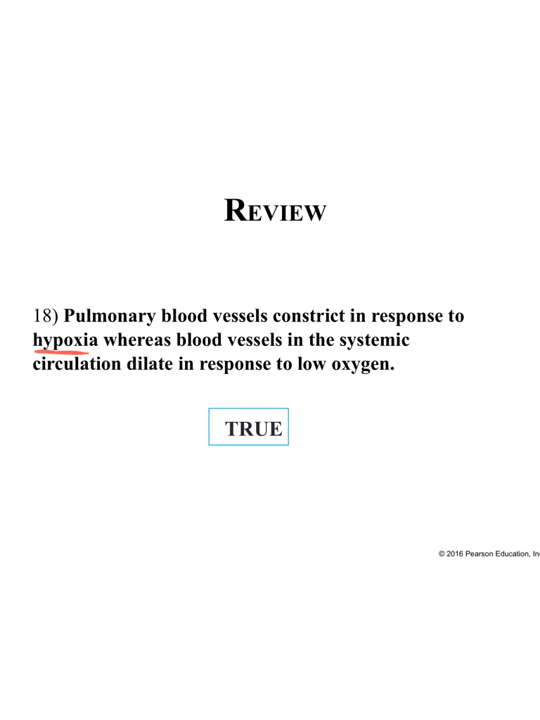 REVIEW
18) Pulmonary blood vessels constrict in response to
hypoxia whereas blood vessels in the systemic
circulation dilate in response to low oxygen.
TRUE
© 2016 Pearson Education, In